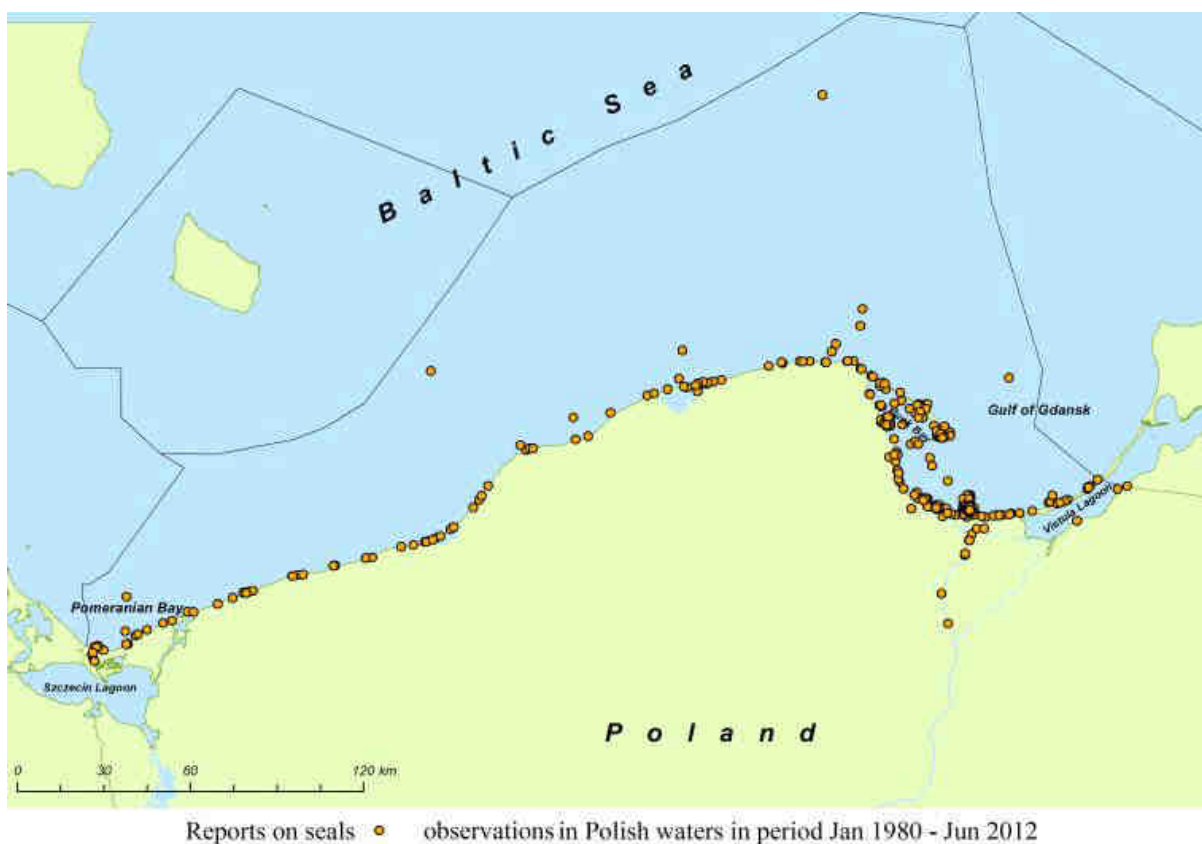 Baltic Sea
Gulf of Gdansk
Vistula Lagoon
Pomeranian Bay
Szczecin Lagoon
Poland
0 30 60 120 km
Reports on seals observations in Polish waters in period Jan 1980 - Jun 2012